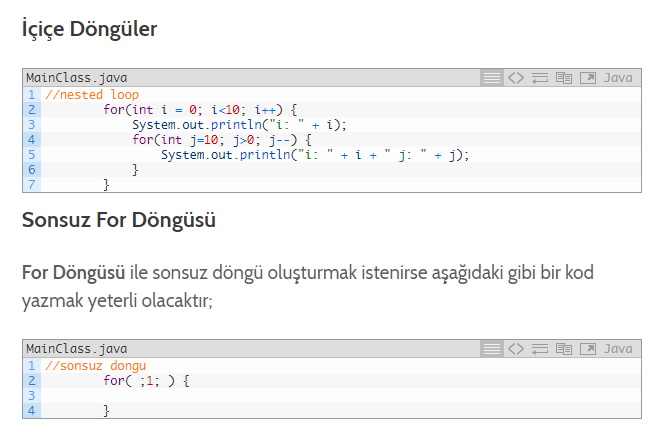 İçiçe Döngüler
MainClass.java Java
1 //nested loop
2 for(int i = 0; i<10; i++) {
3 System.out.println("i: " + i);
4 for(int j=10; j>0; j--) {
5 System.out.println("i: " + i + " j: " + j);
6 }
7 }
Sonsuz For Döngüsü
For Döngüsü ile sonsuz döngü oluşturmak istenirse aşağıdaki gibi bir kod
yazmak yeterli olacaktır;
MainClass.java Java
1 //sonsuz dongu
2 for( ;1; ) {
3
4 }